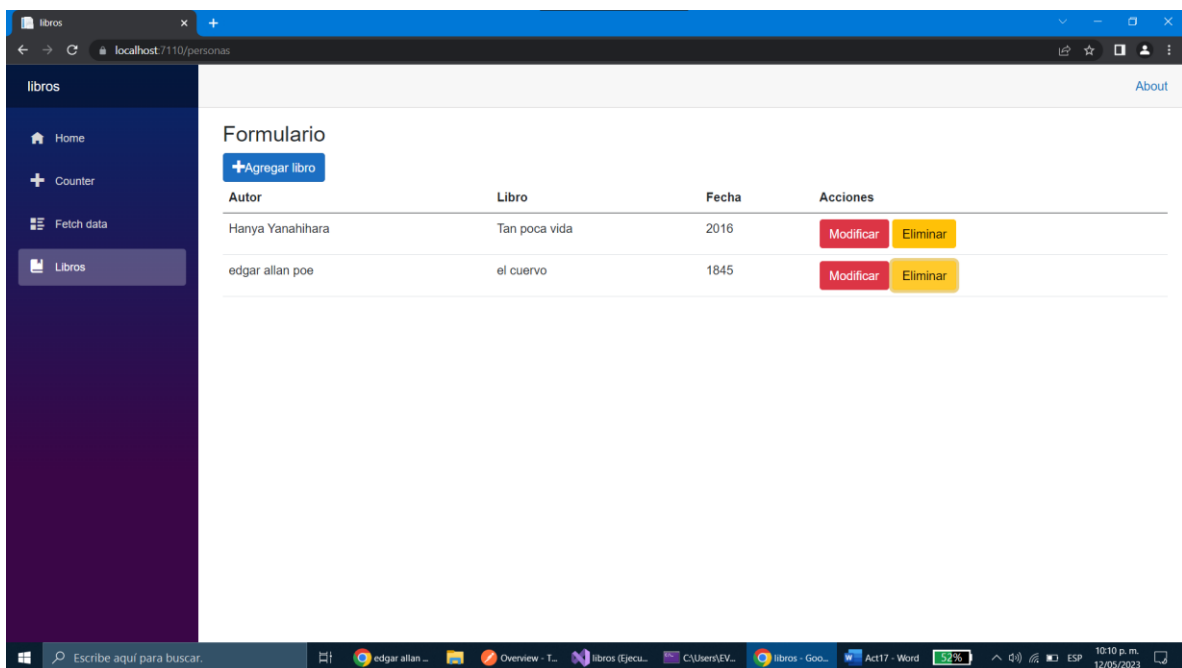 libros
localhost:7110/personas
libros
About
Home
Counter
Fetch data
Libros
Formulario
Agregar libro
Autor Libro Fecha Acciones
Hanya Yanahihara Tan poca vida 2016 Modificar Eliminar
edgar allan poe el cuervo 1845 Modificar Eliminar
Escribe aquí para buscar.
edgar allan ...
Overview - T...
libros (Ejecu...
C:\Users\EV...
libros - Goo...
Act17 - Word
52%
ESP
10:10 p. m.
12/05/2023